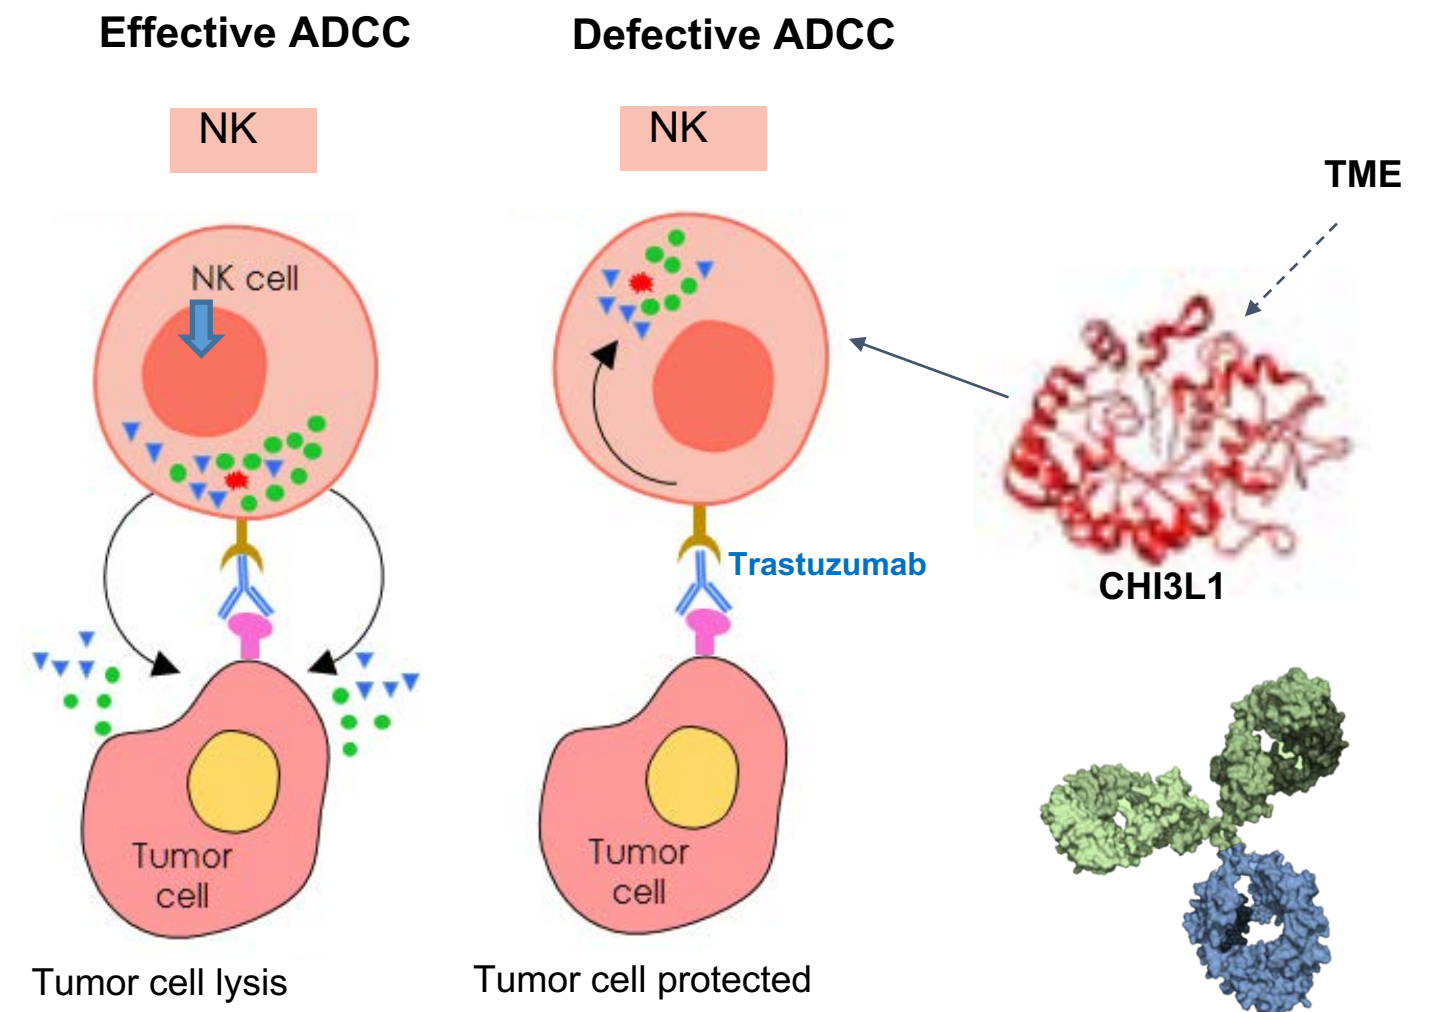 Effective ADCC
Defective ADCC
NK
NK
TME
NK cell
Trastuzumab
CHI3L1
Tumor
cell
Tumor
cell
Tumor cell lysis
Tumor cell protected